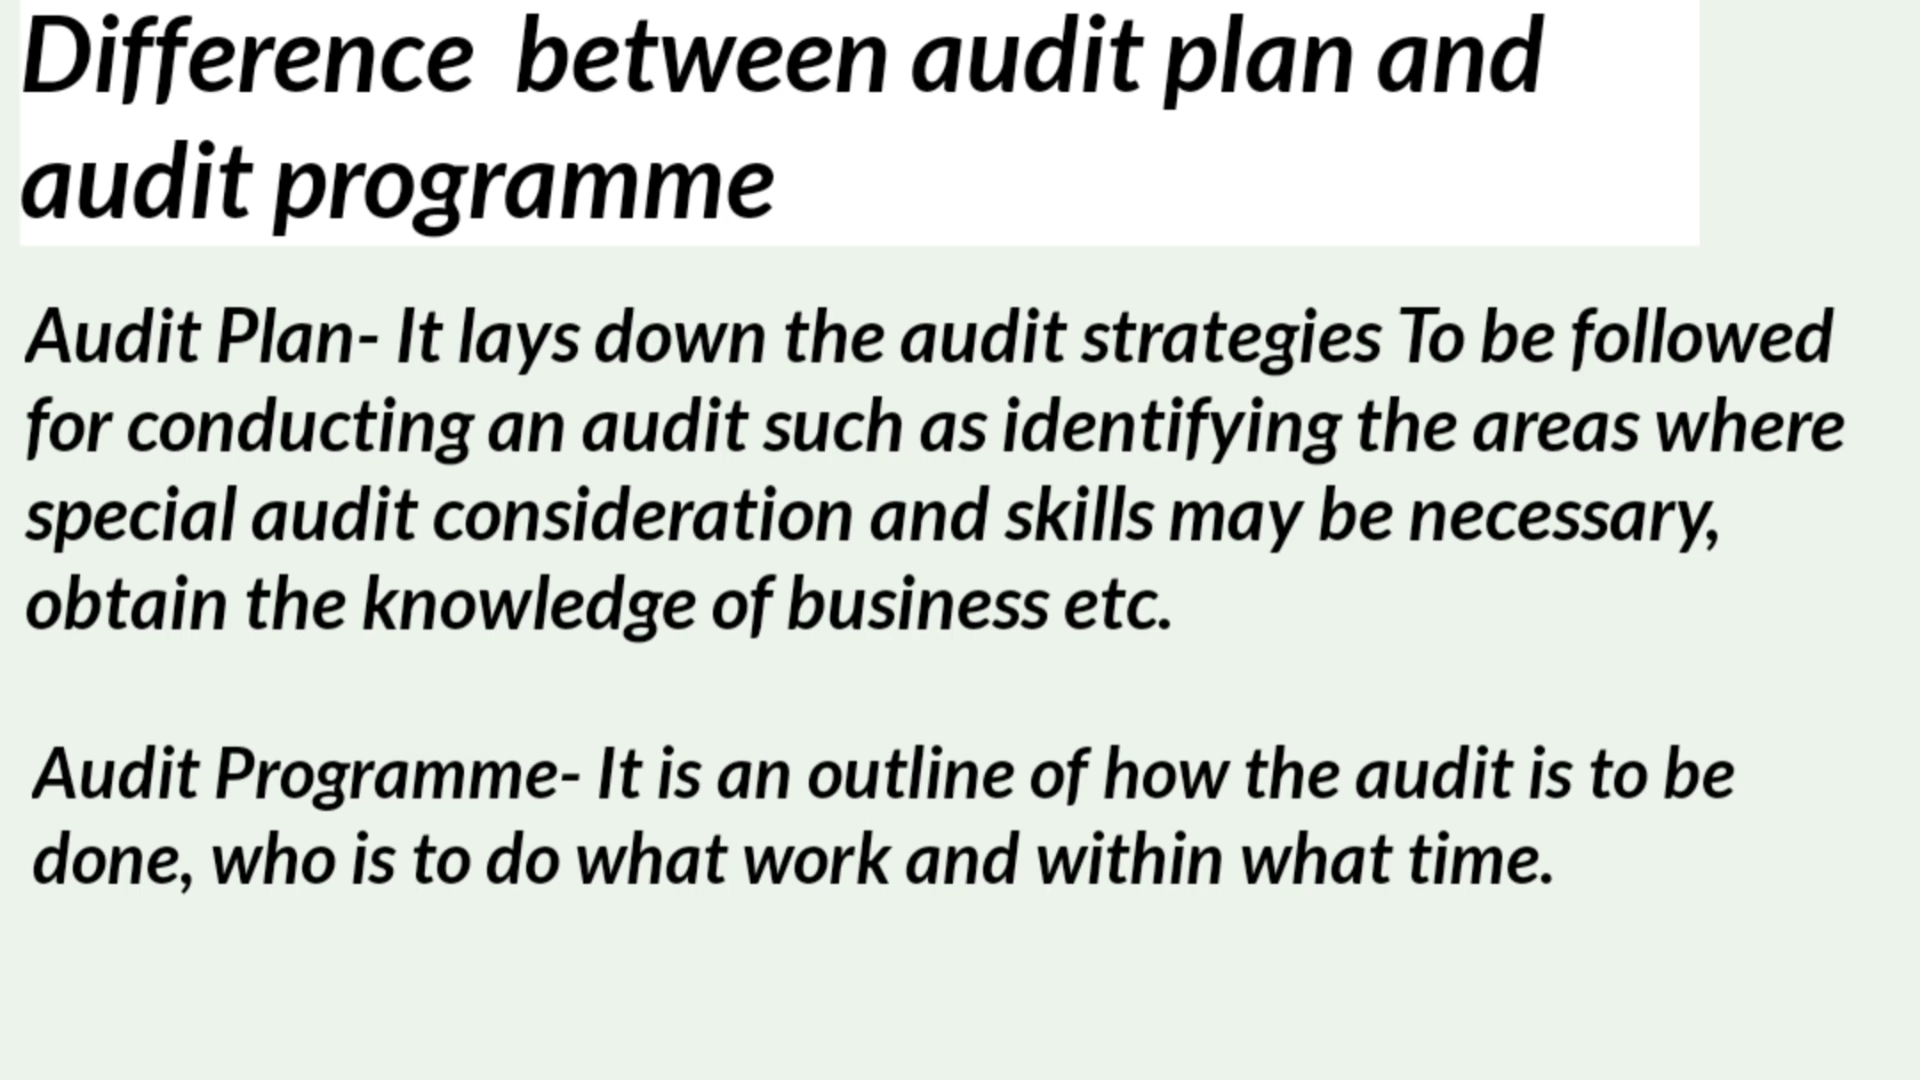 Difference  between audit plan and
audit programme
Audit Plan- It lays down the audit strategies To be followed
for conducting an audit such as identifying the areas where
special audit consideration and skills may be necessary,
obtain the knowledge of business etc.
Audit Programme- It is an outline of how the audit is to be
done, who is to do what work and within what time.